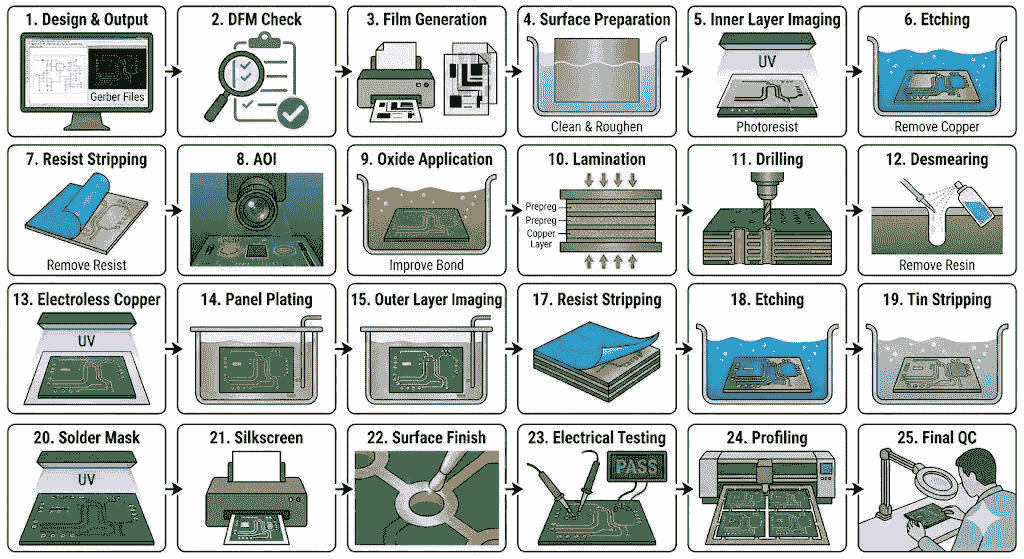 1. Design & Output
Gerber Files
2. DFM Check
3. Film Generation
4. Surface Preparation
Clean & Roughen
5. Inner Layer Imaging
UV
Photoresist
6. Etching
Remove Copper
7. Resist Stripping
Remove Resist
8. AOI
9. Oxide Application
Improve Bond
10. Lamination
Prepreg
Prepreg
Copper
Layer
11. Drilling
12. Desmearing
Remove Resin
13. Electroless Copper
UV
14. Panel Plating
15. Outer Layer Imaging
17. Resist Stripping
18. Etching
19. Tin Stripping
20. Solder Mask
UV
21. Silkscreen
22. Surface Finish
23. Electrical Testing
PASS
24. Profiling
25. Final QC